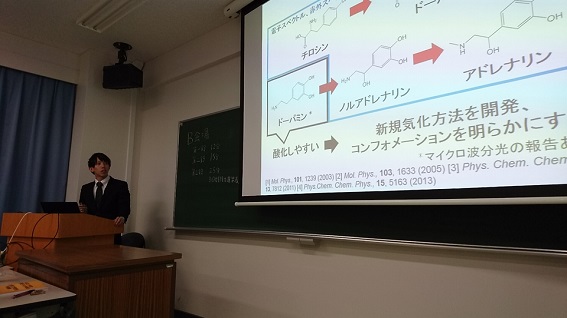 電子スペクトル、赤外ス
チロシン
ドーパ
ドーパミン
ノルアドレナリン
アドレナリン
酸化しやすい
新規気化方法を開発、
コンフォメーションを明らかにす
マイクロ波分光の報告あ
[1] Mol. Phys., 101, 1239 (2003) [2] Mol. Phys., 103, 1633 (2005) [3] Phys. Chem. Chem
13, 7812 (2011) [4] Phys. Chem. Chem. Phys., 15, 5163 (2013)
B会場